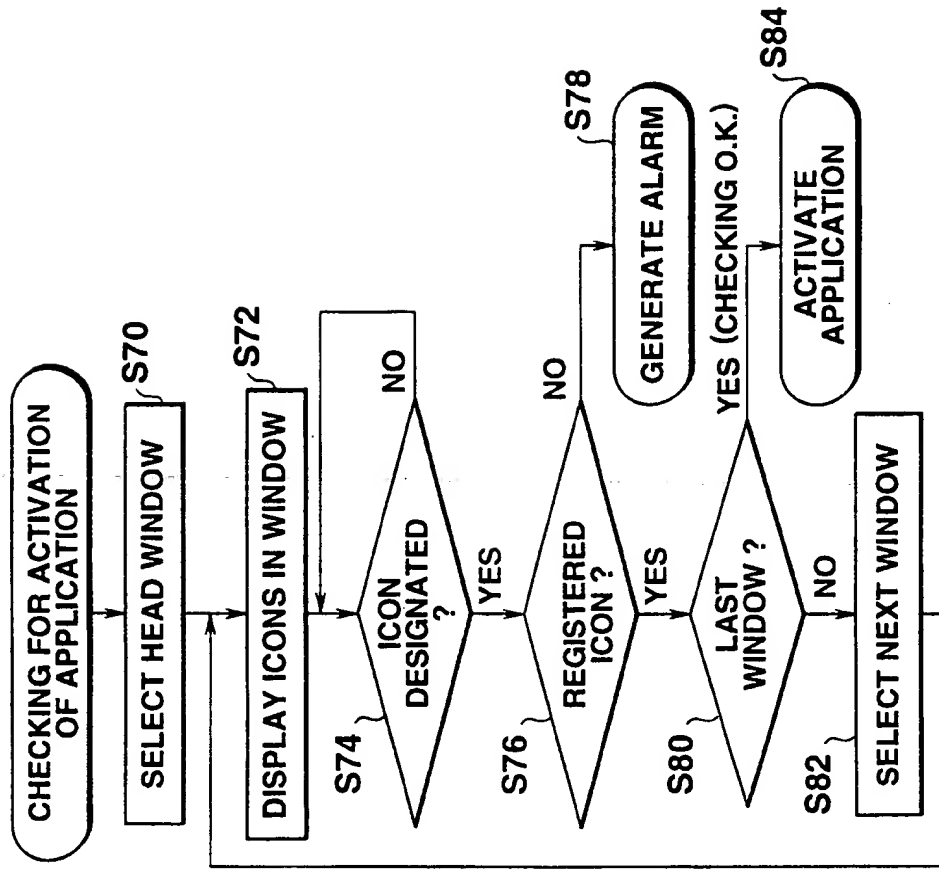 CHECKING FOR ACTIVATION
OF APPLICATION
S70
SELECT HEAD WINDOW
S72
DISPLAY ICONS IN WINDOW
S74
ICON
DESIGNATED
?
NO
YES
S76
REGISTERED
ICON ?
NO
S78
GENERATE ALARM
YES
S80
LAST
WINDOW ?
YES (CHECKING O.K.)
S84
ACTIVATE
APPLICATION
NO
S82
SELECT NEXT WINDOW